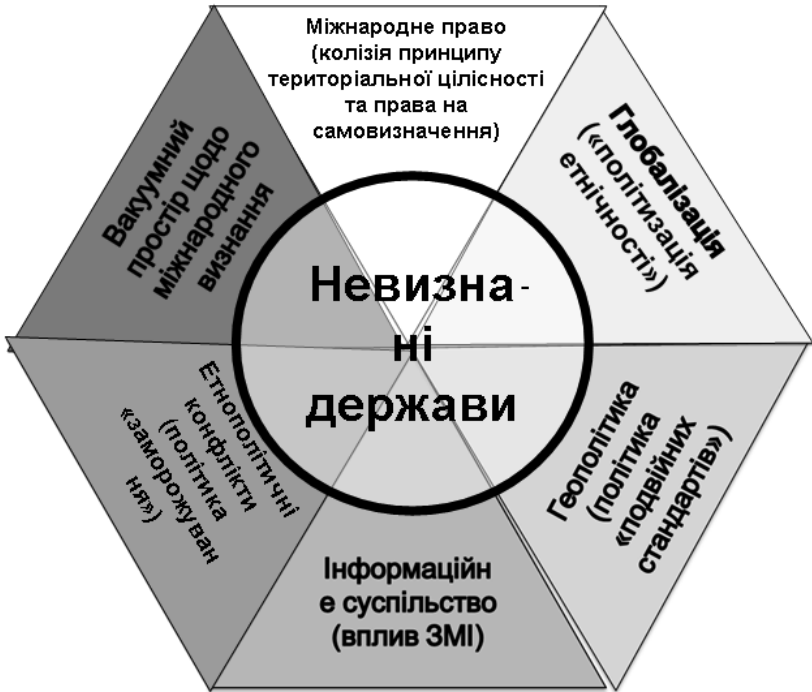 Міжнародне право
(колізія принципу
територіальної цілісності
та права на
самовизначення)
Глобалізація
(«політизація
етнічності»)
Геополітика
(політика
«подвійних
стандартів»)
Інформаційн
е суспільство
(вплив ЗМІ)
Етнополітичні
конфлікти
(політика
«заморожуван
ня»)
Вакуумний
простір щодо
міжнародного
визнання
Невизна-
ні
держави